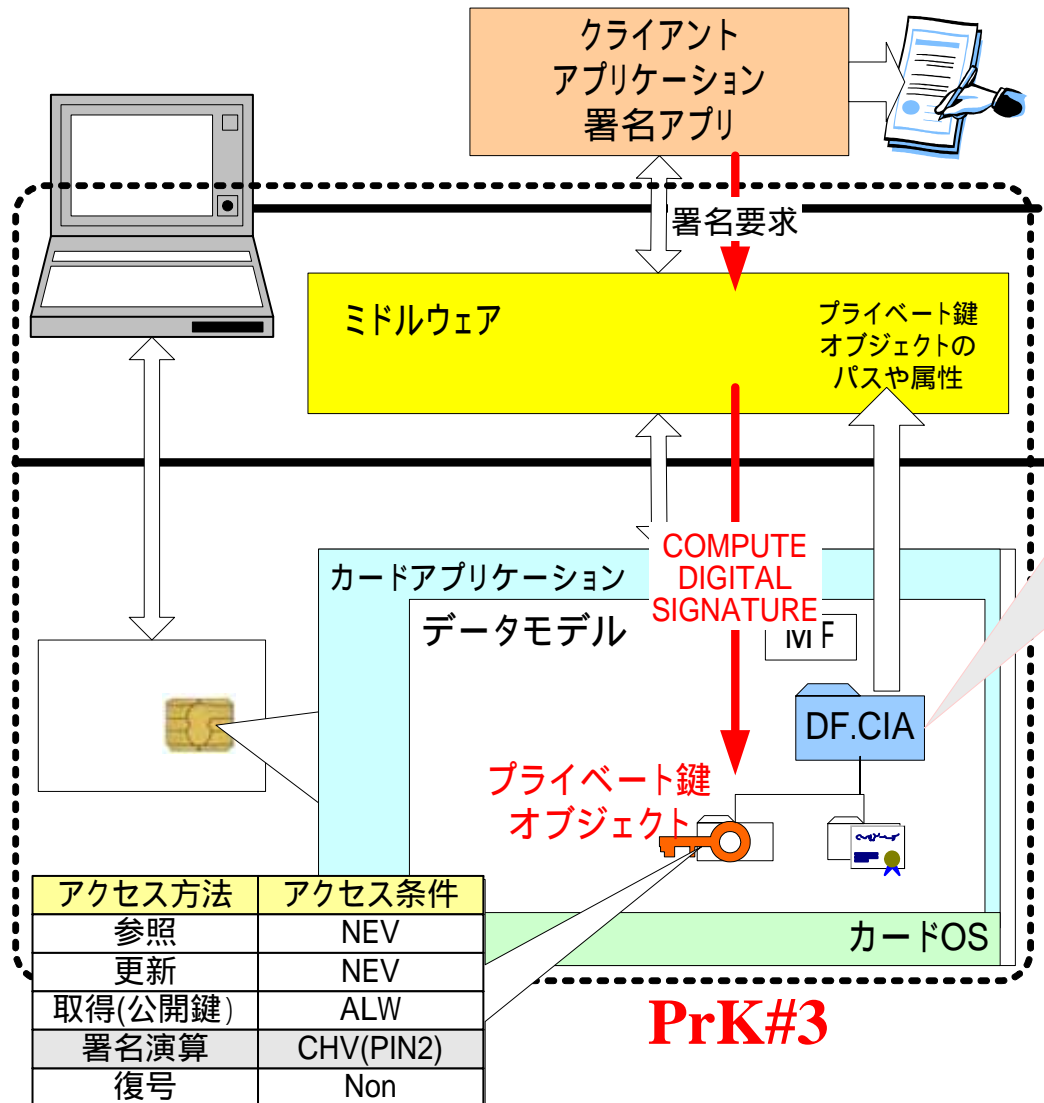 クライアント
アプリケーション
署名アプリ
署名要求
ミドルウェア
プライベート鍵
オブジェクトの
パスや属性
COMPUTE
DIGITAL
SIGNATURE
カードアプリケーション
データモデル
MF
DF.CIA
プライベート鍵
オブジェクト
カードOS
アクセス方法 アクセス条件
参照 NEV
更新 NEV
取得(公開鍵) ALW
署名演算 CHV(PIN2)
復号 Non
PrK#3